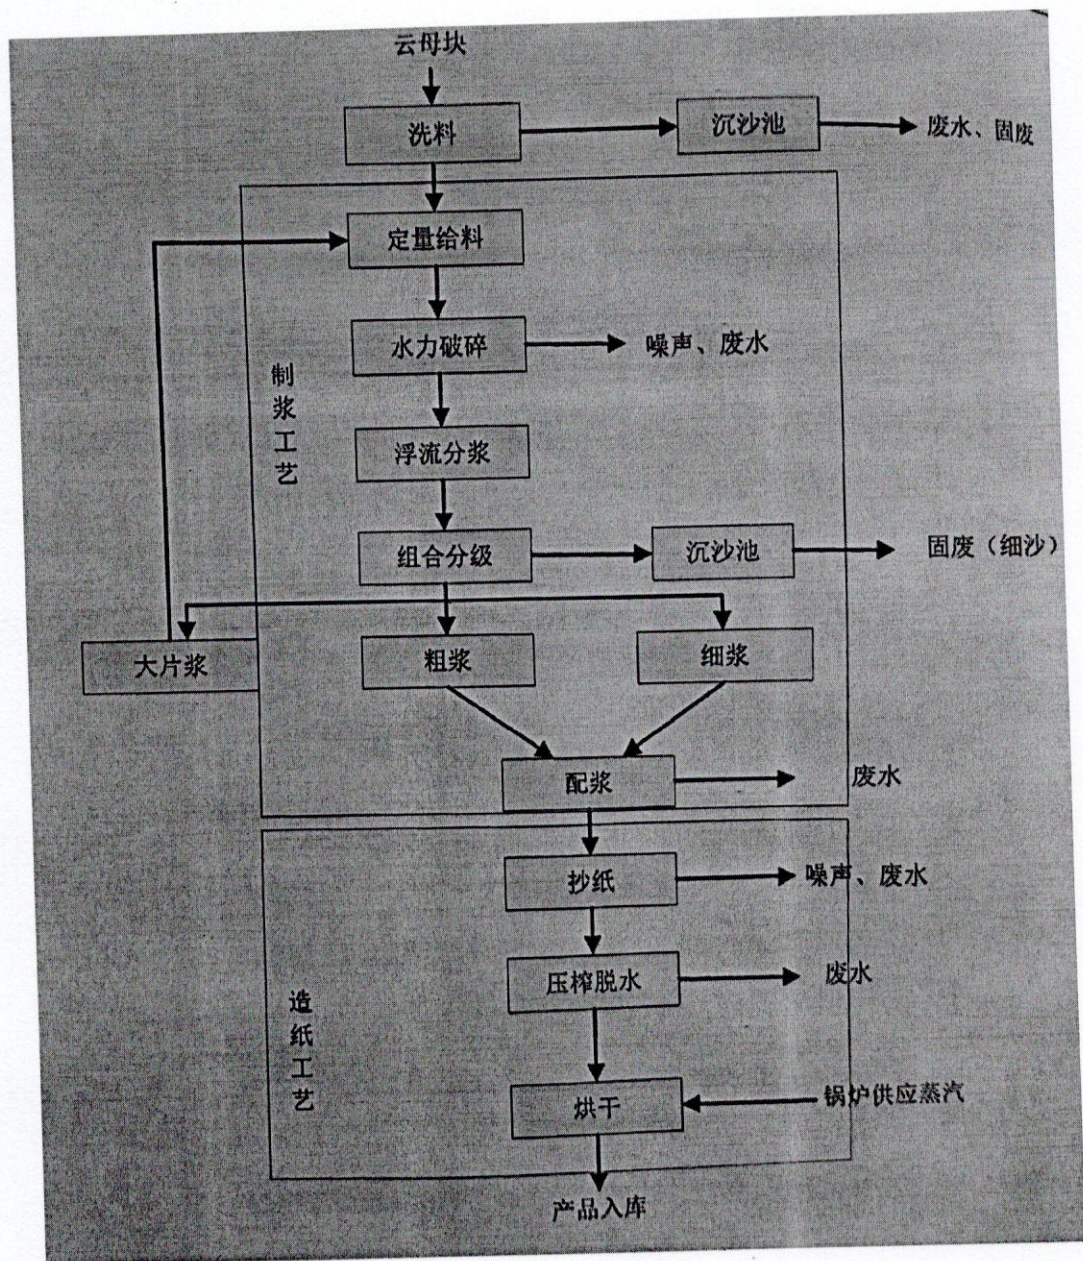 云母块
洗料
沉沙池
废水、固废
定量给料
水力破碎
噪声、废水
制浆工艺
浮流分浆
组合分级
沉沙池
固废（细沙）
大片浆
粗浆
细浆
配浆
废水
抄纸
噪声、废水
压榨脱水
废水
造纸工艺
烘干
锅炉供应蒸汽
产品入库